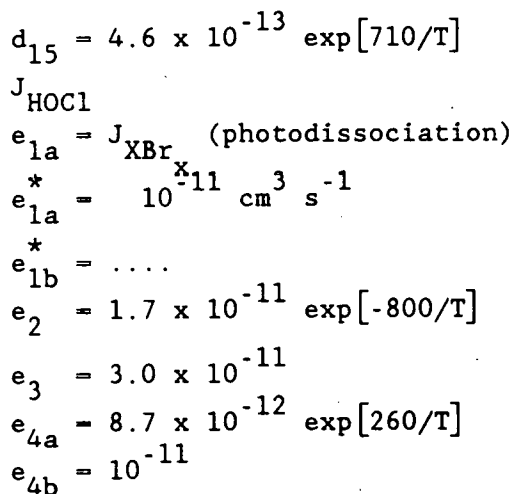 d₁₅ = 4.6 x 10⁻¹³ exp[710/T]
J_HOCl
e₁ₐ = J_XBrₓ (photodissociation)
e*₁ₐ = 10⁻¹¹ cm³ s⁻¹
e*₁b = ....
e₂ = 1.7 x 10⁻¹¹ exp[-800/T]
e₃ = 3.0 x 10⁻¹¹
e₄ₐ = 8.7 x 10⁻¹² exp[260/T]
e₄b = 10⁻¹¹